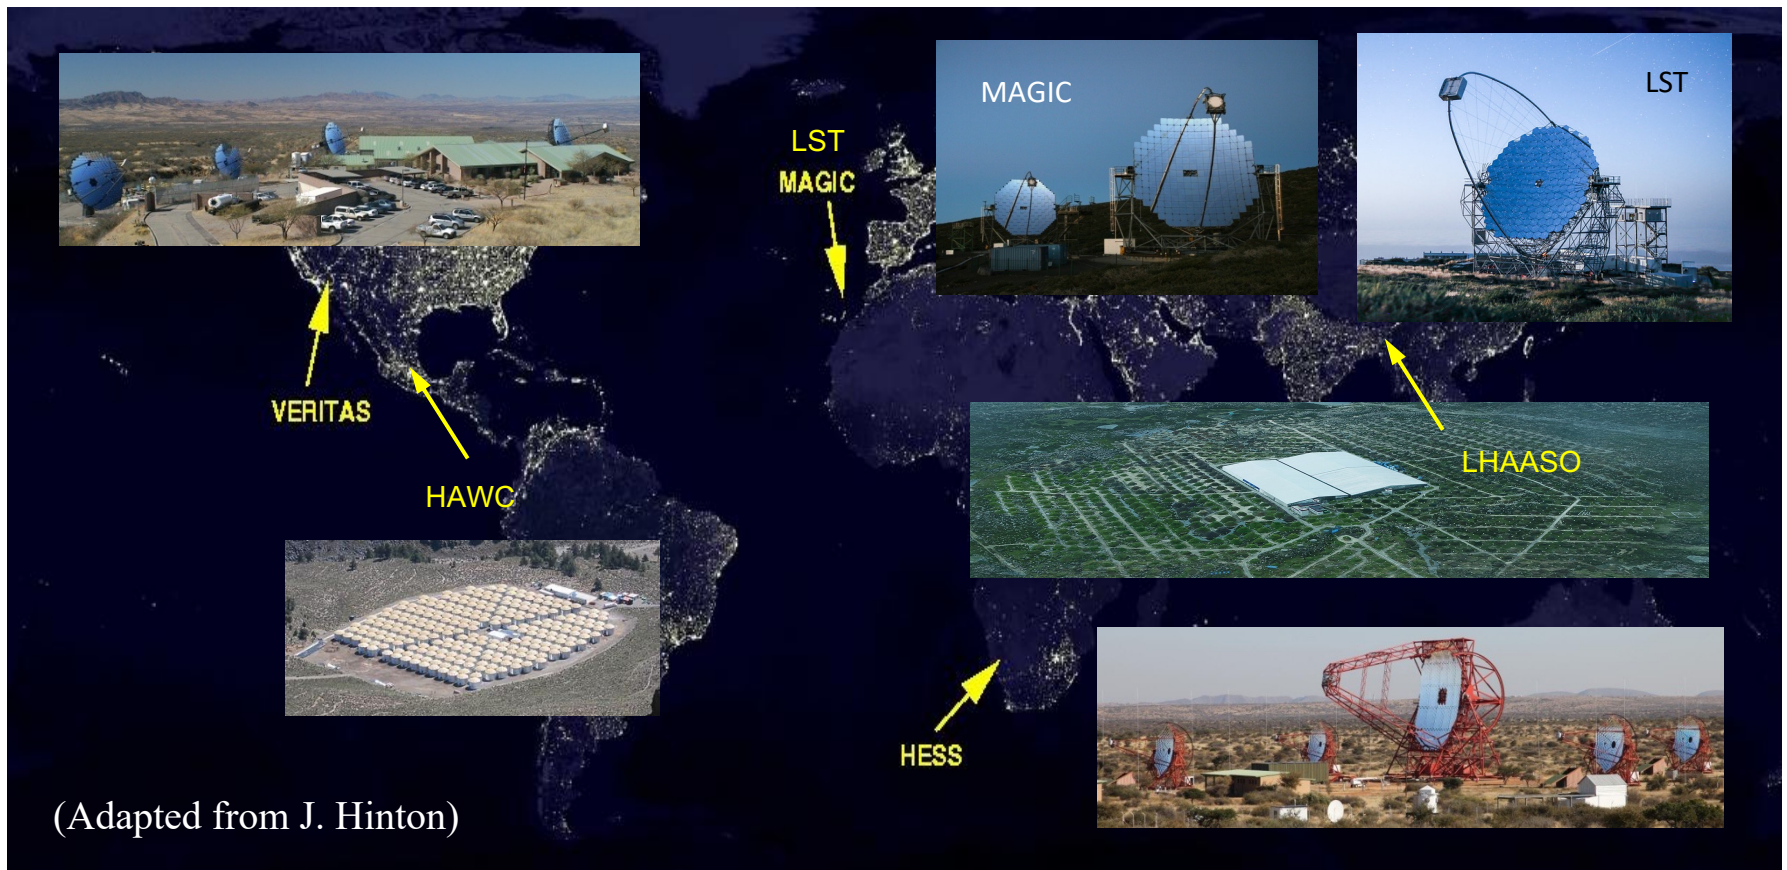 MAGIC
LST
LST
MAGIC
VERITAS
HAWC
LHAASO
HESS
(Adapted from J. Hinton)